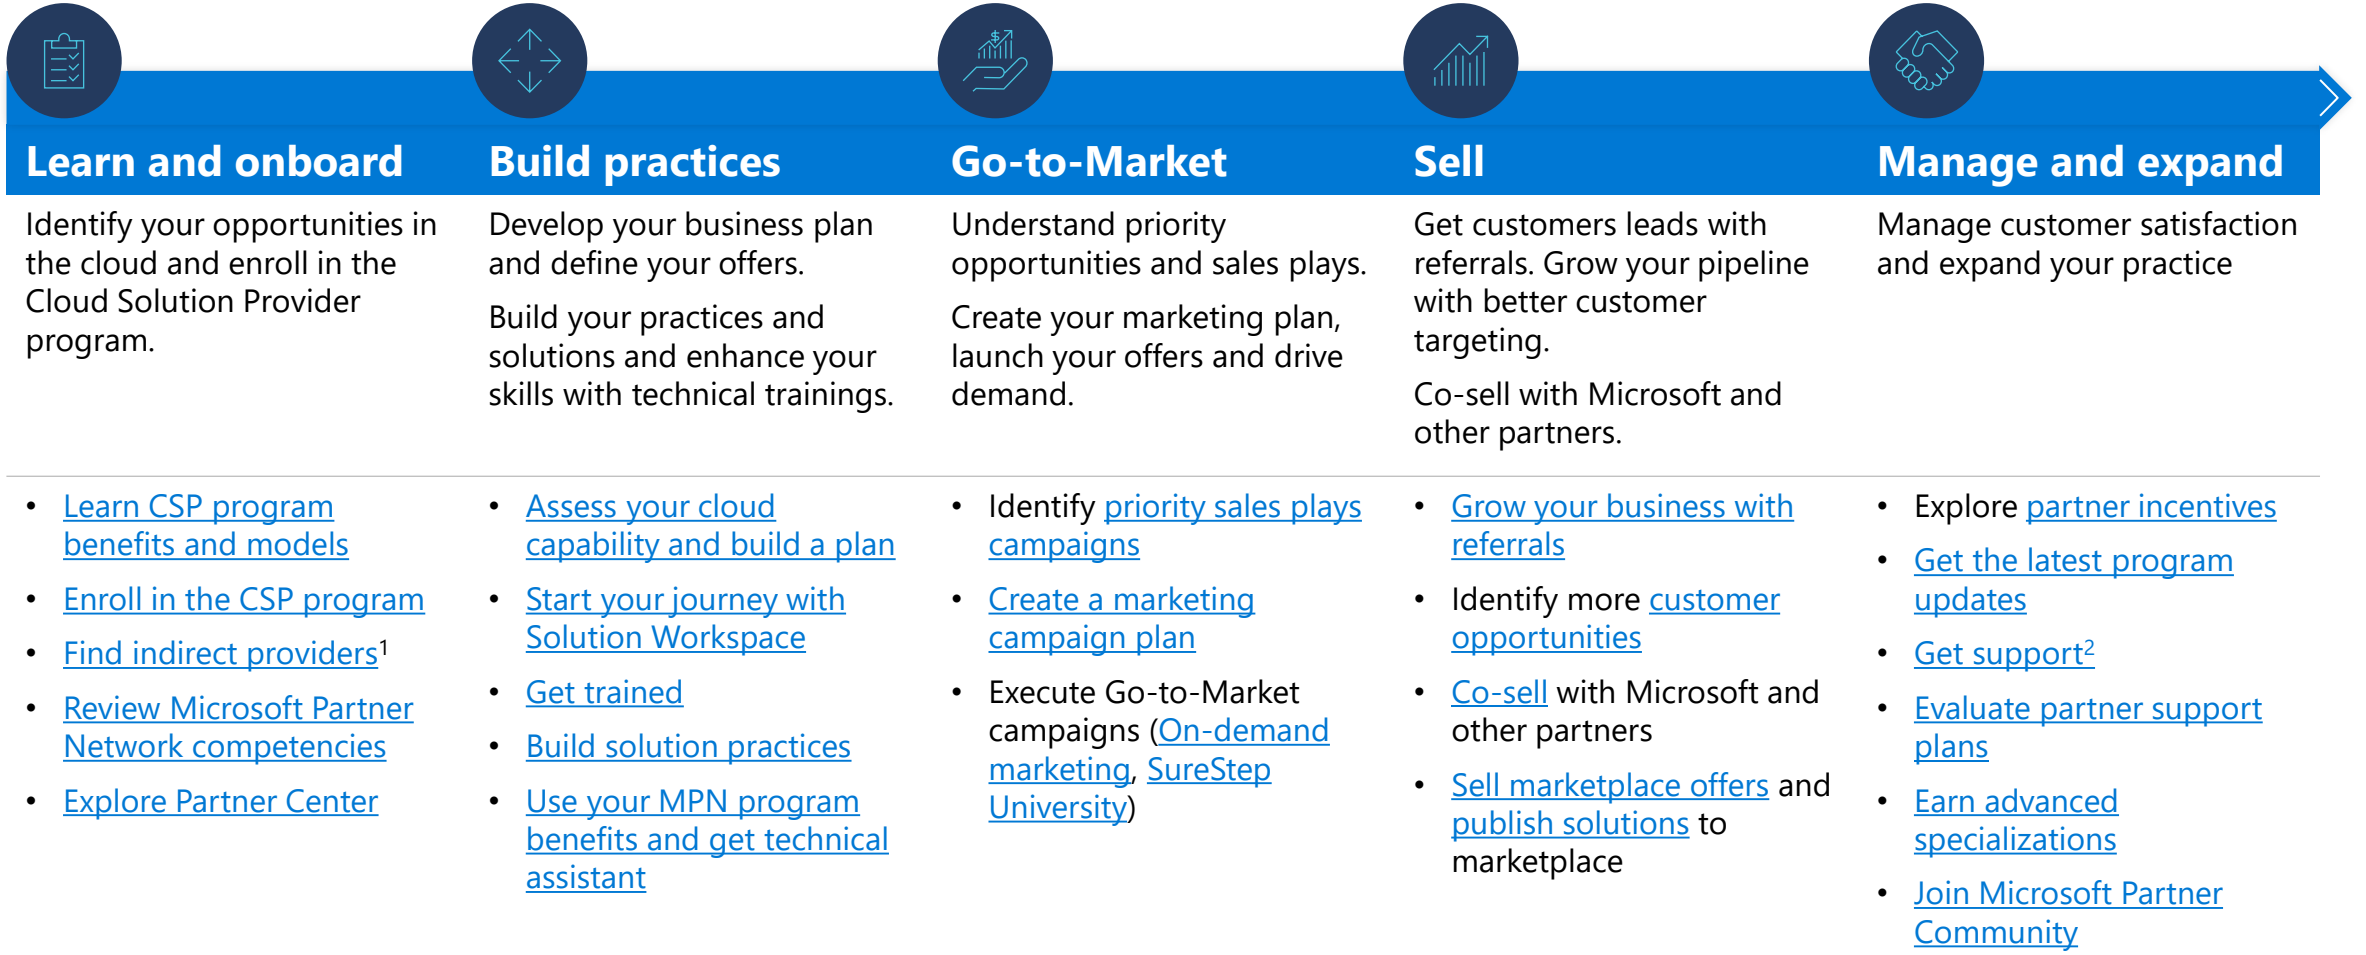 Learn and onboard
Identify your opportunities in
the cloud and enroll in the
Cloud Solution Provider
program.
• Learn CSP program
benefits and models
• Enroll in the CSP program
• Find indirect providers1
• Review Microsoft Partner
Network competencies
• Explore Partner Center
Build practices
Develop your business plan
and define your offers.
Build your practices and
solutions and enhance your
skills with technical trainings.
• Assess your cloud
capability and build a plan
• Start your journey with
Solution Workspace
• Get trained
• Build solution practices
• Use your MPN program
benefits and get technical
assistant
Go-to-Market
Understand priority
opportunities and sales plays.
Create your marketing plan,
launch your offers and drive
demand.
• Identify priority sales plays
campaigns
• Create a marketing
campaign plan
• Execute Go-to-Market
campaigns (On-demand
marketing, SureStep
University)
Sell
Get customers leads with
referrals. Grow your pipeline
with better customer
targeting.
Co-sell with Microsoft and
other partners.
• Grow your business with
referrals
• Identify more customer
opportunities
• Co-sell with Microsoft and
other partners
• Sell marketplace offers and
publish solutions to
marketplace
Manage and expand
Manage customer satisfaction
and expand your practice
• Explore partner incentives
• Get the latest program
updates
• Get support2
• Evaluate partner support
plans
• Earn advanced
specializations
• Join Microsoft Partner
Community